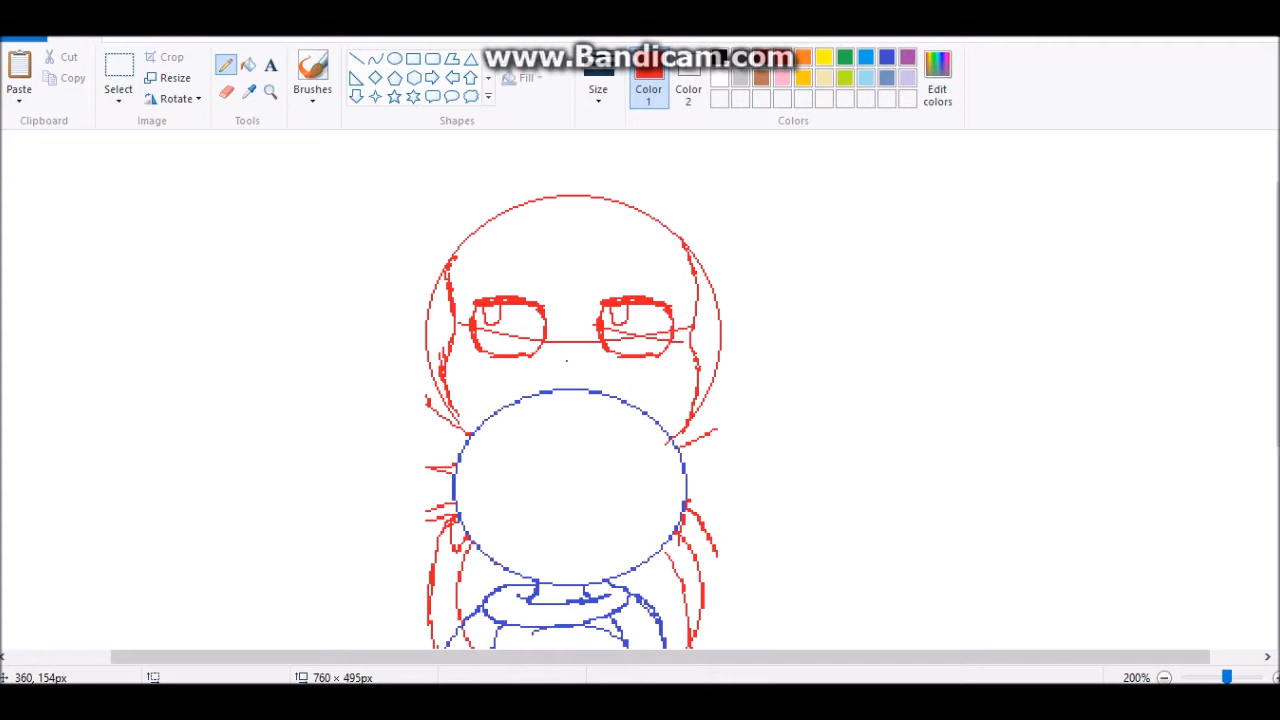 www.Bandicam.com
Cut
Copy
Paste
Clipboard
Crop
Resize
Rotate
Select
Image
A
Tools
Brushes
Fill
Shapes
Size
Color
1
Color
2
Edit
colors
Colors
360, 154px
760 × 495px
200%